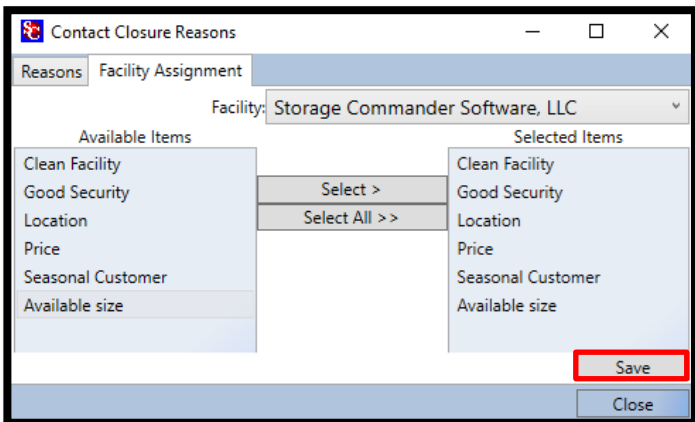 SC Contact Closure Reasons
Reasons Facility Assignment
Facility: Storage Commander Software, LLC
Available Items
Clean Facility
Good Security
Location
Price
Seasonal Customer
Available size
Select >
Select All >>
Selected Items
Clean Facility
Good Security
Location
Price
Seasonal Customer
Available size
Save
Close